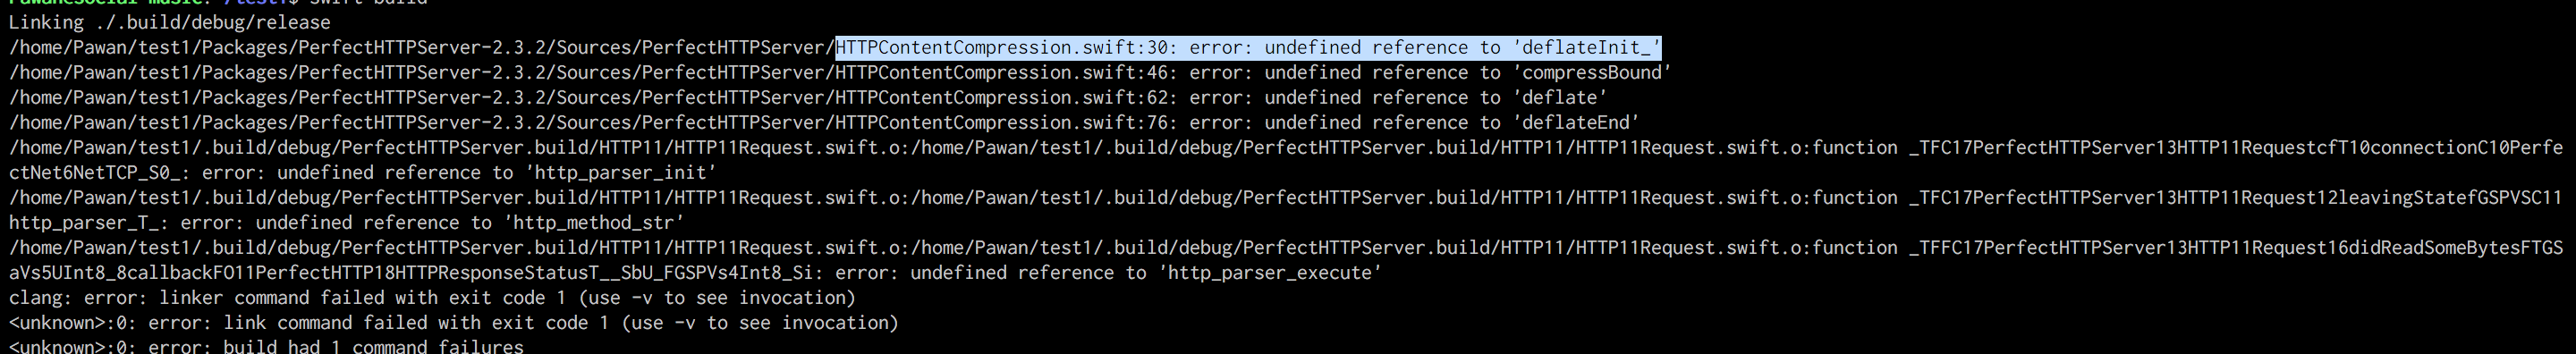 Pawan@social-music:~/test1$ swift build
Linking ./.build/debug/release
/home/Pawan/test1/Packages/PerfectHTTPServer-2.3.2/Sources/PerfectHTTPServer/HTTPContentCompression.swift:30: error: undefined reference to 'deflateInit_'
/home/Pawan/test1/Packages/PerfectHTTPServer-2.3.2/Sources/PerfectHTTPServer/HTTPContentCompression.swift:46: error: undefined reference to 'compressBound'
/home/Pawan/test1/Packages/PerfectHTTPServer-2.3.2/Sources/PerfectHTTPServer/HTTPContentCompression.swift:62: error: undefined reference to 'deflate'
/home/Pawan/test1/Packages/PerfectHTTPServer-2.3.2/Sources/PerfectHTTPServer/HTTPContentCompression.swift:76: error: undefined reference to 'deflateEnd'
/home/Pawan/test1/.build/debug/PerfectHTTPServer.build/HTTP11/HTTP11Request.swift.o:/home/Pawan/test1/.build/debug/PerfectHTTPServer.build/HTTP11/HTTP11Request.swift.o:function _TFC17PerfectHTTPServer13HTTP11RequestcfT10connectionC10Perfe
ctNet6NetTCP_S0_: error: undefined reference to 'http_parser_init'
/home/Pawan/test1/.build/debug/PerfectHTTPServer.build/HTTP11/HTTP11Request.swift.o:/home/Pawan/test1/.build/debug/PerfectHTTPServer.build/HTTP11/HTTP11Request.swift.o:function _TFC17PerfectHTTPServer13HTTP11Request12leavingStatefGSPVSC11
http_parser_T_: error: undefined reference to 'http_method_str'
/home/Pawan/test1/.build/debug/PerfectHTTPServer.build/HTTP11/HTTP11Request.swift.o:/home/Pawan/test1/.build/debug/PerfectHTTPServer.build/HTTP11/HTTP11Request.swift.o:function _TFFC17PerfectHTTPServer13HTTP11Request16didReadSomeBytesFTGS
aVs5UInt8_8callbackFO11PerfectHTTP18HTTPResponseStatusT__SbU_FGSPVs4Int8_Si: error: undefined reference to 'http_parser_execute'
clang: error: linker command failed with exit code 1 (use -v to see invocation)
<unknown>:0: error: link command failed with exit code 1 (use -v to see invocation)
<unknown>:0: error: build had 1 command failures